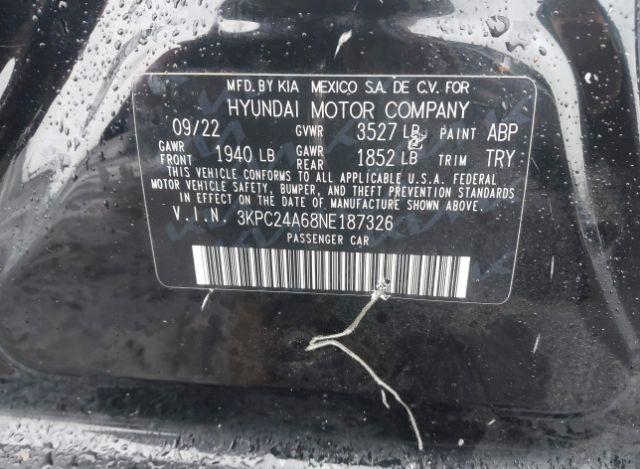 MFD. BY KIA MEXICO S.A. DE C.V. FOR
HYUNDAI MOTOR COMPANY
09/22 GVWR 3527 LB PAINT ABP
GAWR FRONT 1940 LB GAWR REAR 1852 LB TRIM TRY
THIS VEHICLE CONFORMS TO ALL APPLICABLE U.S.A. FEDERAL
MOTOR VEHICLE SAFETY, BUMPER, AND THEFT PREVENTION STANDARDS
IN EFFECT ON THE DATE OF MANUFACTURE SHOWN ABOVE.
V.I.N. 3KPC24A68NE187326
PASSENGER CAR